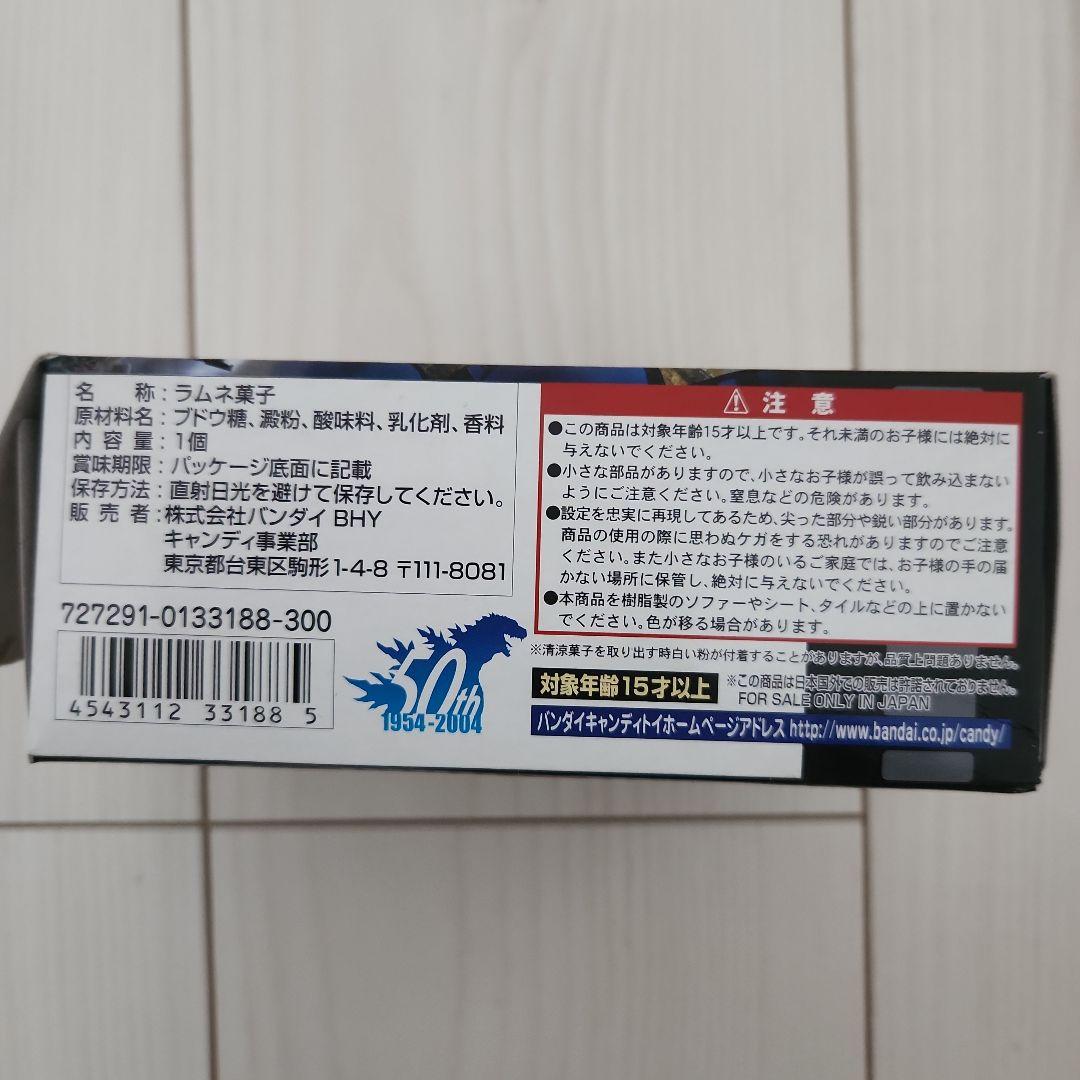 名　　称：ラムネ菓子
原材料名：ブドウ糖、澱粉、酸味料、乳化剤、香料
内 容 量：1個
賞味期限：パッケージ底面に記載
保存方法：直射日光を避けて保存してください。
販 売 者：株式会社バンダイ BHY
キャンディ事業部
東京都台東区駒形1-4-8 〒111-8081
727291-0133188-300
4543112 33188 5
50th
1954-2004
注 意
●この商品は対象年齢15才以上です。それ未満のお子様には絶対に
与えないでください。
●小さな部品がありますので、小さなお子様が誤って飲み込まない
ようにご注意ください。窒息などの危険があります。
●設定を忠実に再現してあるため、尖った部分や鋭い部分があります。
商品の使用の際に思わぬケガをする恐れがありますのでご注意
ください。また小さなお子様のいるご家庭では、お子様の手の届
かない場所に保管し、絶対に与えないでください。
●本商品を樹脂製のソファーやシート、タイルなどの上に置かない
でください。色が移る場合があります。
※清涼菓子を取り出す時白い粉が付着することがありますが、品質上問題ありません。
対象年齢15才以上
※この商品は日本国外での販売は許諾されておりません。
FOR SALE ONLY IN JAPAN
バンダイキャンディトイホームページアドレス http://www.bandai.co.jp/candy/